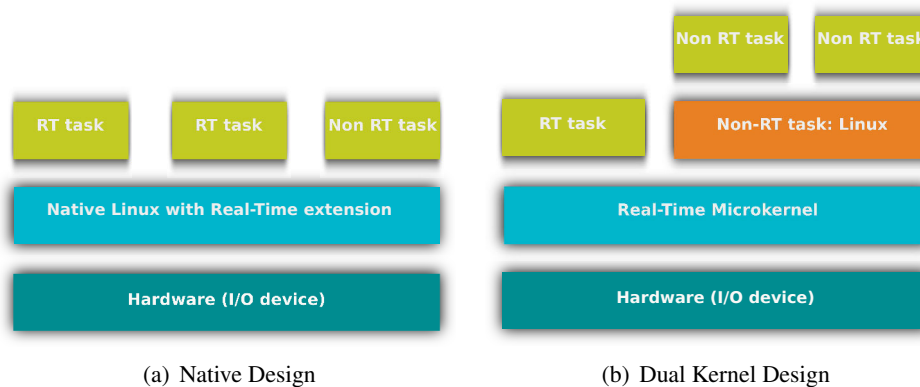 Non RT task Non RT task
RT task RT task Non RT task RT task Non-RT task: Linux
Native Linux with Real-Time extension Real-Time Microkernel
Hardware (I/O device) Hardware (I/O device)
(a) Native Design (b) Dual Kernel Design